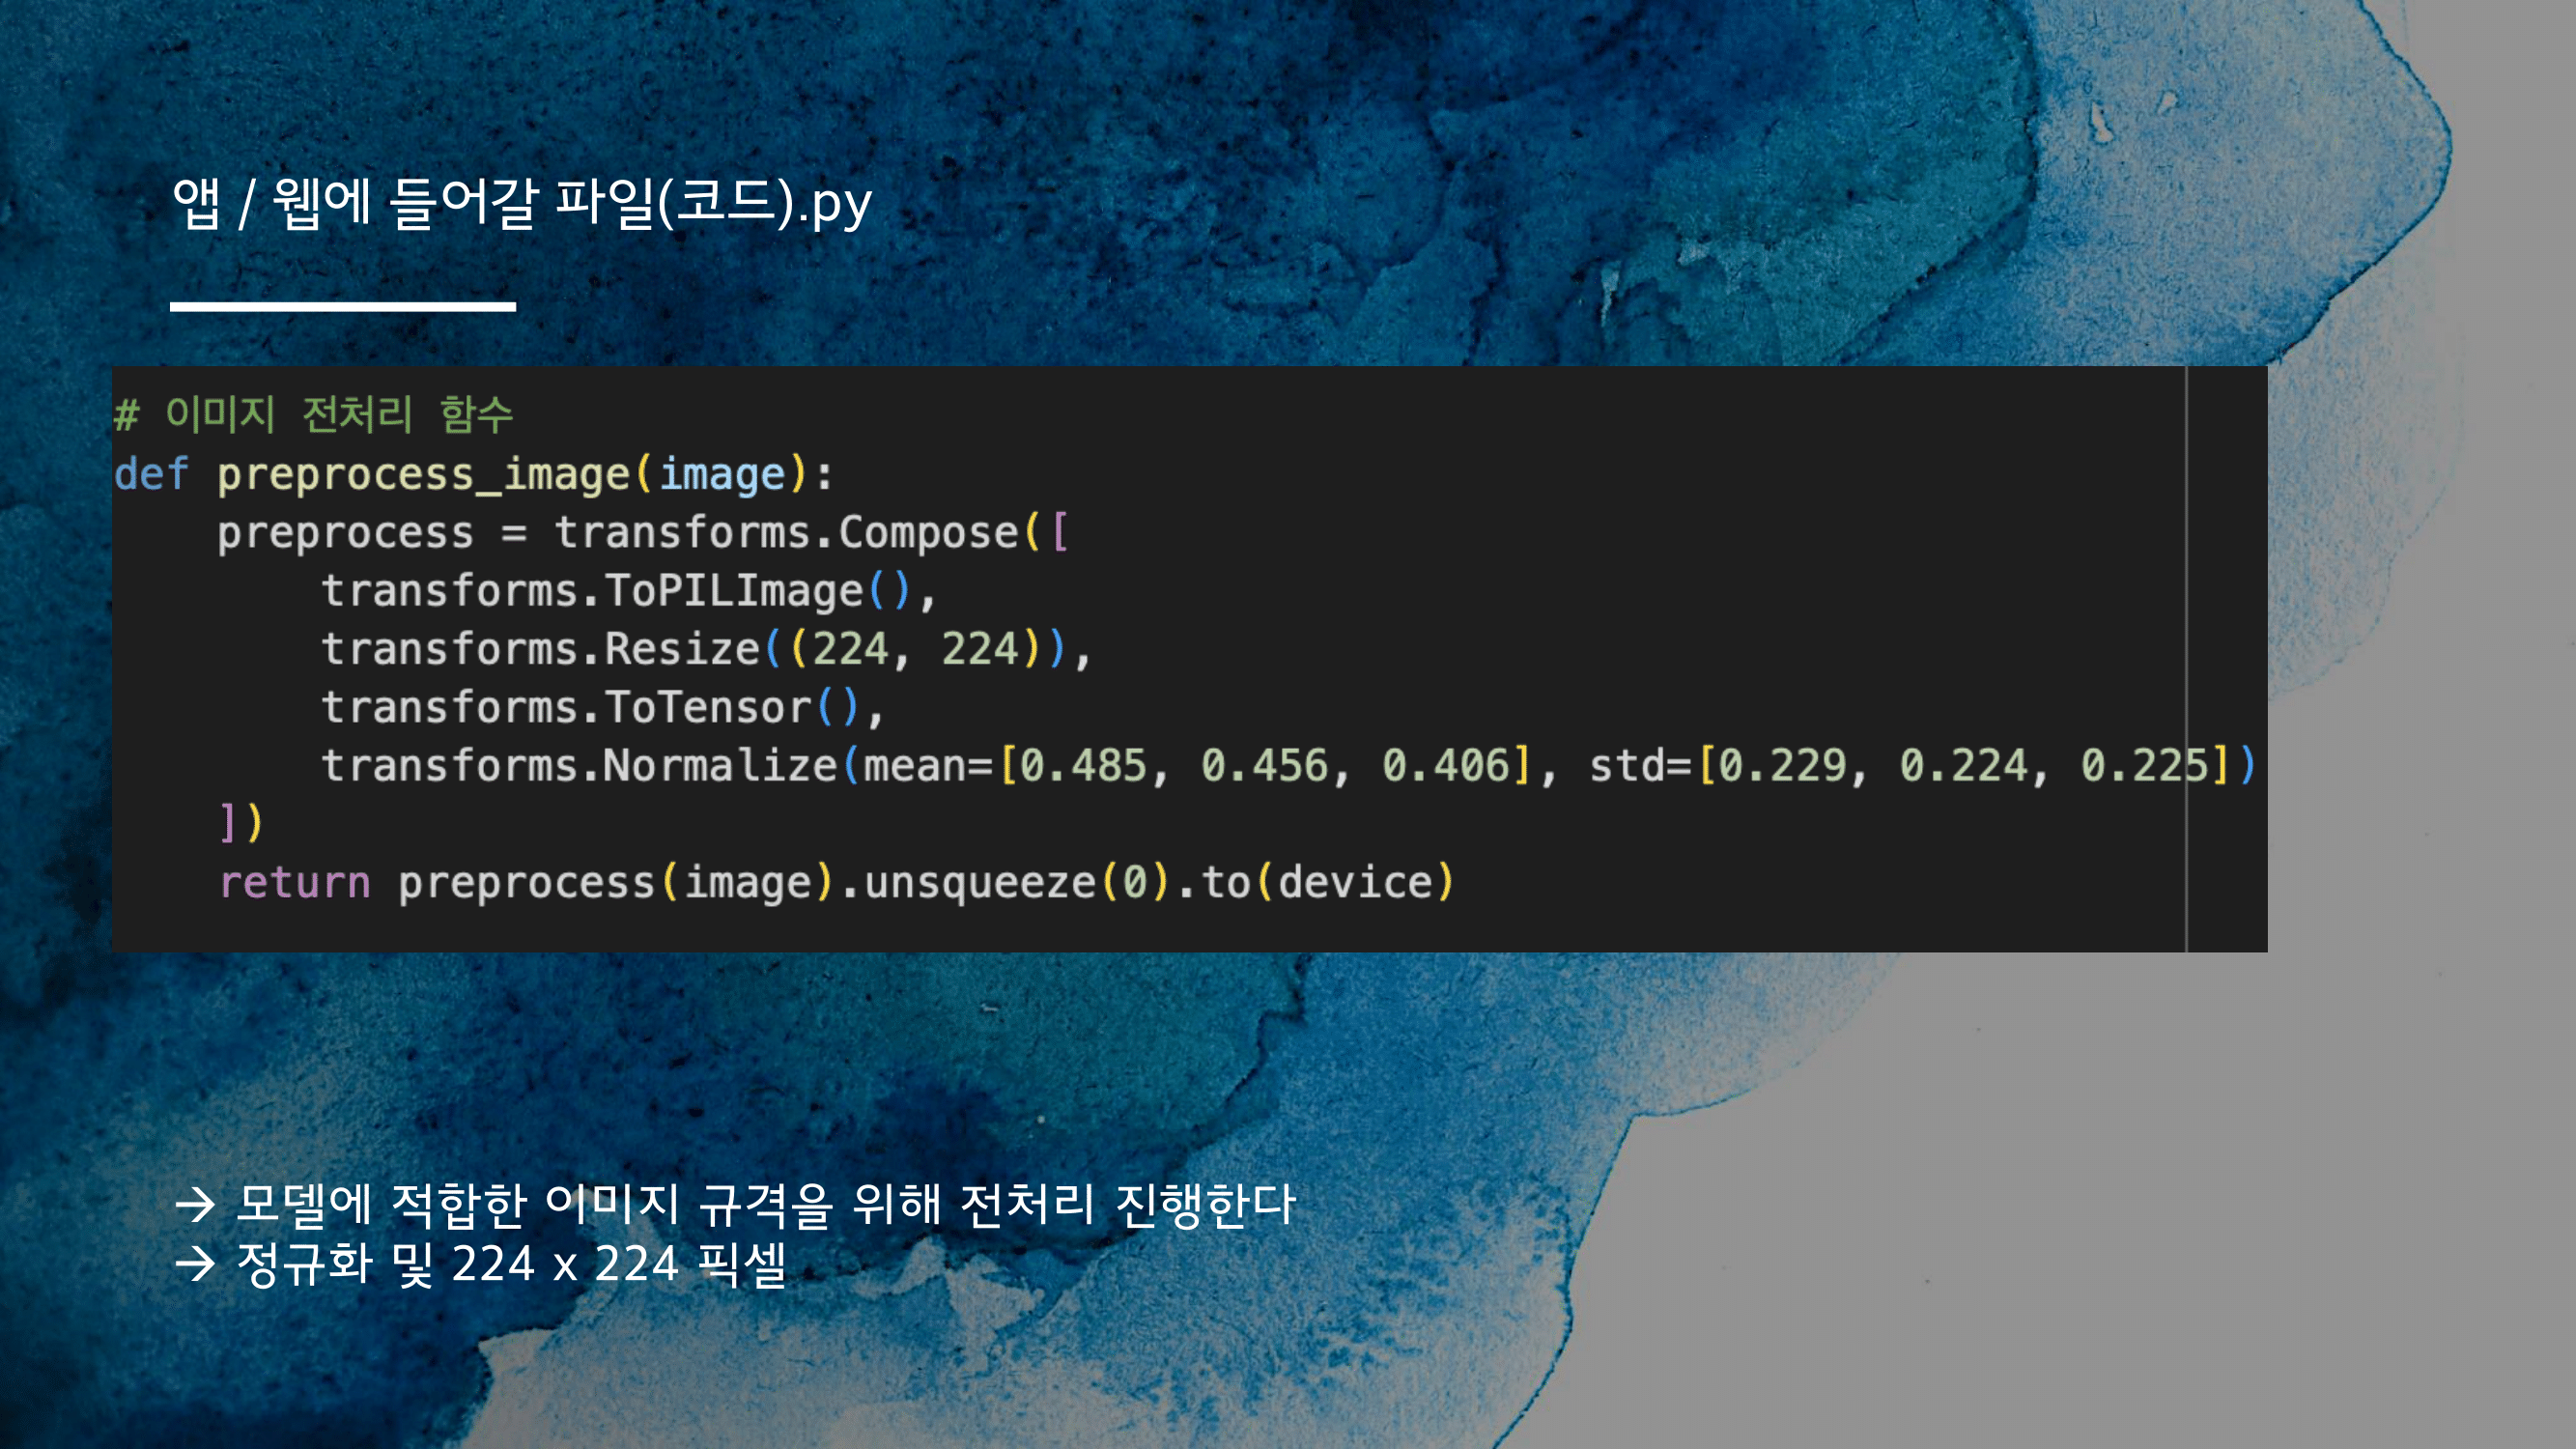 앱 / 웹에 들어갈 파일(코드).py
# 이미지 전처리 함수
def preprocess_image(image):
    preprocess = transforms.Compose([
        transforms.ToPILImage(),
        transforms.Resize((224, 224)),
        transforms.ToTensor(),
        transforms.Normalize(mean=[0.485, 0.456, 0.406], std=[0.229, 0.224, 0.225])
    ])
    return preprocess(image).unsqueeze(0).to(device)
→ 모델에 적합한 이미지 규격을 위해 전처리 진행한다
→ 정규화 및 224 x 224 픽셀